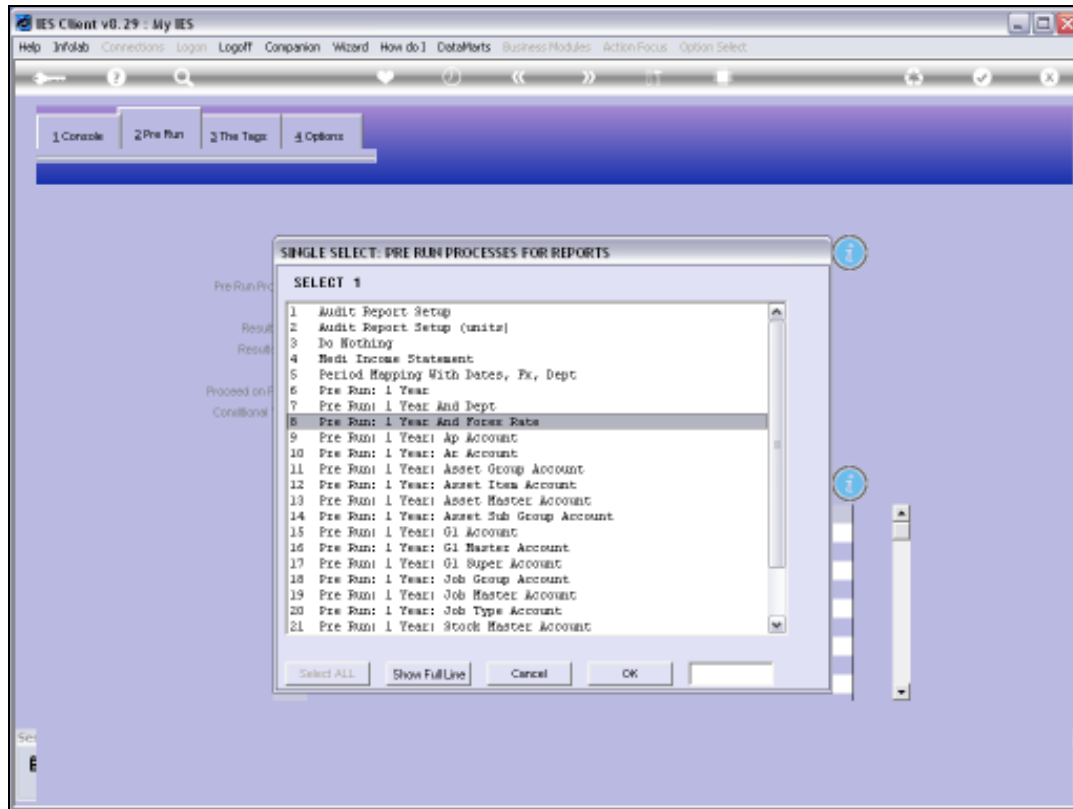 IES Client v8.29 : My IES
Help Infolab Connections Logon Logoff Companion Wizard How do I DataMarts Business Modules Action Focus Option Select
1 Console 2 Pre Run 3 The Tags 4 Options
SINGLE SELECT: PRE RUN PROCESSES FOR REPORTS
SELECT 1
Pre Run Pro
Result
Result
Proceed on F
Conditional
1 Audit Report Setup
2 Audit Report Setup (units)
3 Do Nothing
4 Medi Income Statement
5 Period Mapping With Dates, Fx, Dept
6 Pre Run: 1 Year
7 Pre Run: 1 Year And Dept
8 Pre Run: 1 Year And Forex Rate
9 Pre Run: 1 Year: Ap Account
10 Pre Run: 1 Year: Ar Account
11 Pre Run: 1 Year: Asset Group Account
12 Pre Run: 1 Year: Asset Item Account
13 Pre Run: 1 Year: Asset Master Account
14 Pre Run: 1 Year: Asset Sub Group Account
15 Pre Run: 1 Year: Gl Account
16 Pre Run: 1 Year: Gl Master Account
17 Pre Run: 1 Year: Gl Super Account
18 Pre Run: 1 Year: Job Group Account
19 Pre Run: 1 Year: Job Master Account
20 Pre Run: 1 Year: Job Type Account
21 Pre Run: 1 Year: Stock Master Account
Select ALL Show Full Line Cancel OK